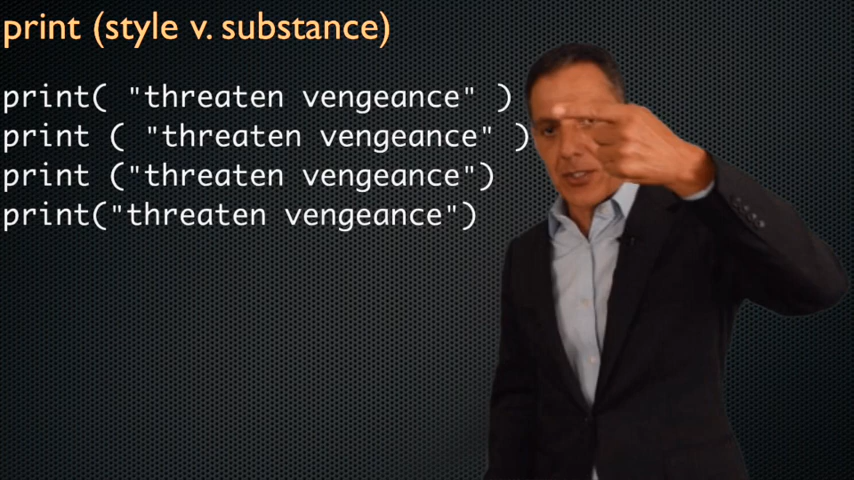 print (style v. substance)
print( "threaten vengeance" )
print ( "threaten vengeance" )
print ("threaten vengeance")
print("threaten vengeance")